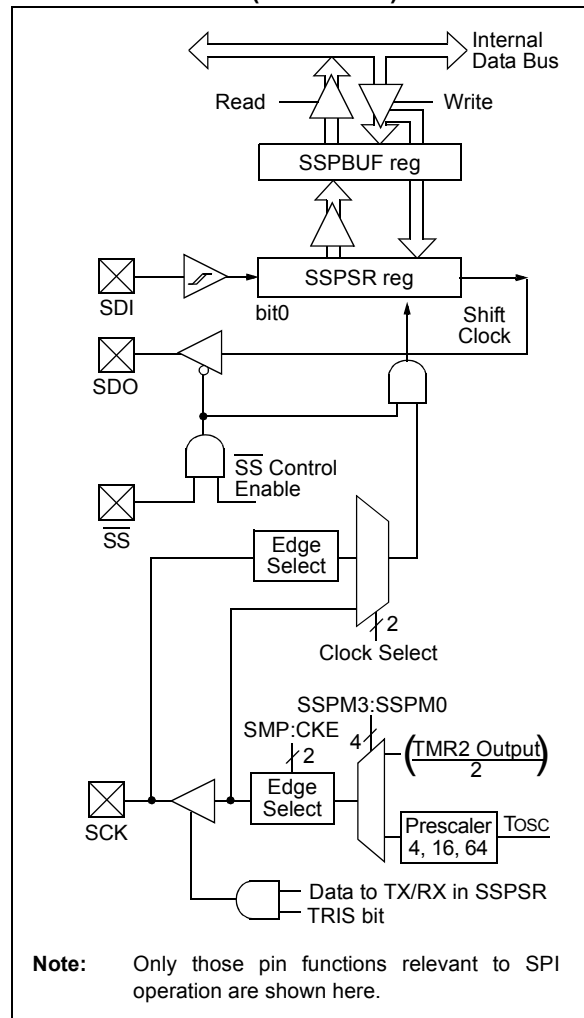 Internal
Data Bus
Read
Write
SSPBUF reg
SSPSR reg
SDI
bit0
Shift
Clock
SDO
SS Control
Enable
SS
Edge
Select
2
Clock Select
SSPM3:SSPM0
SMP:CKE
4
(TMR2 Output)
2
2
Edge
Select
SCK
Prescaler
4, 16, 64
TOSC
Data to TX/RX in SSPSR
TRIS bit
Note: Only those pin functions relevant to SPI
operation are shown here.